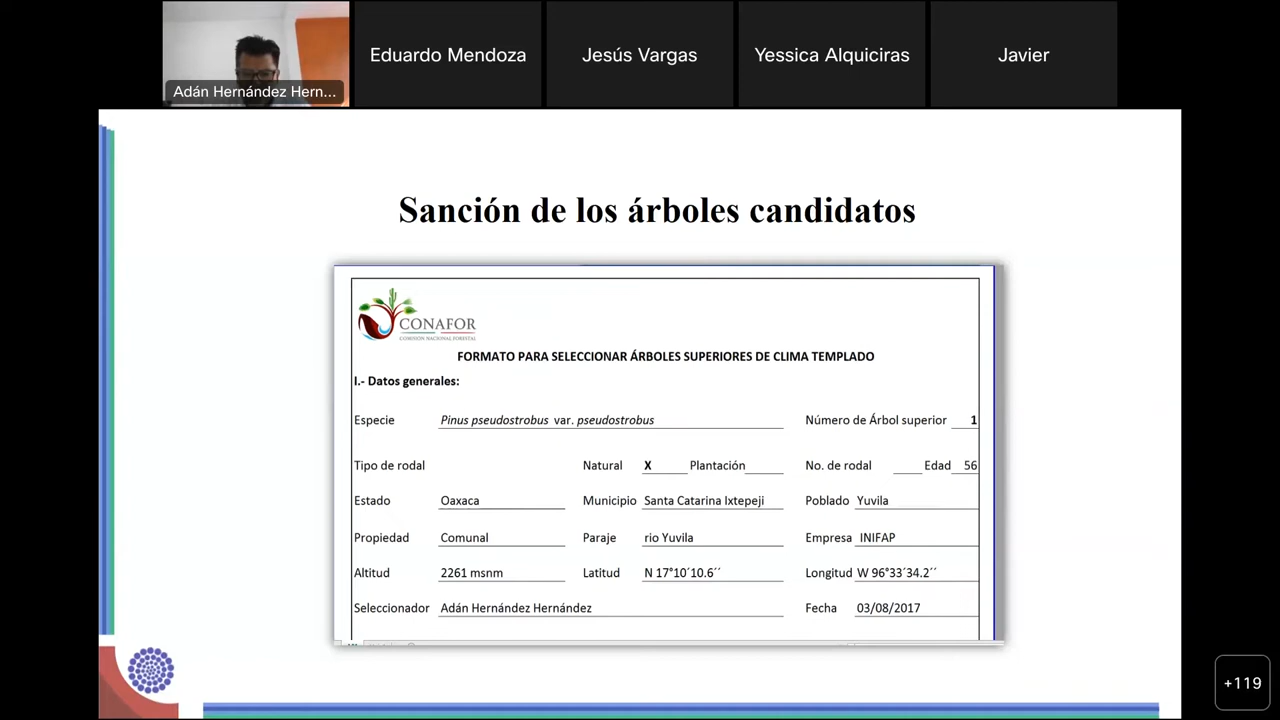 Adán Hernández Hern...
Eduardo Mendoza
Jesús Vargas
Yessica Alquiciras
Javier
Sanción de los árboles candidatos
CONAFOR
COMISIÓN NACIONAL FORESTAL
FORMATO PARA SELECCIONAR ÁRBOLES SUPERIORES DE CLIMA TEMPLADO
I.- Datos generales:
Especie Pinus pseudostrobus var. pseudostrobus Número de Árbol superior 1
Tipo de rodal Natural X Plantación No. de rodal Edad 56
Estado Oaxaca Municipio Santa Catarina Ixtepeji Poblado Yuvila
Propiedad Comunal Paraje rio Yuvila Empresa INIFAP
Altitud 2261 msnm Latitud N 17°10´10.6´´ Longitud W 96°33´34.2´´
Seleccionador Adán Hernández Hernández Fecha 03/08/2017
+119